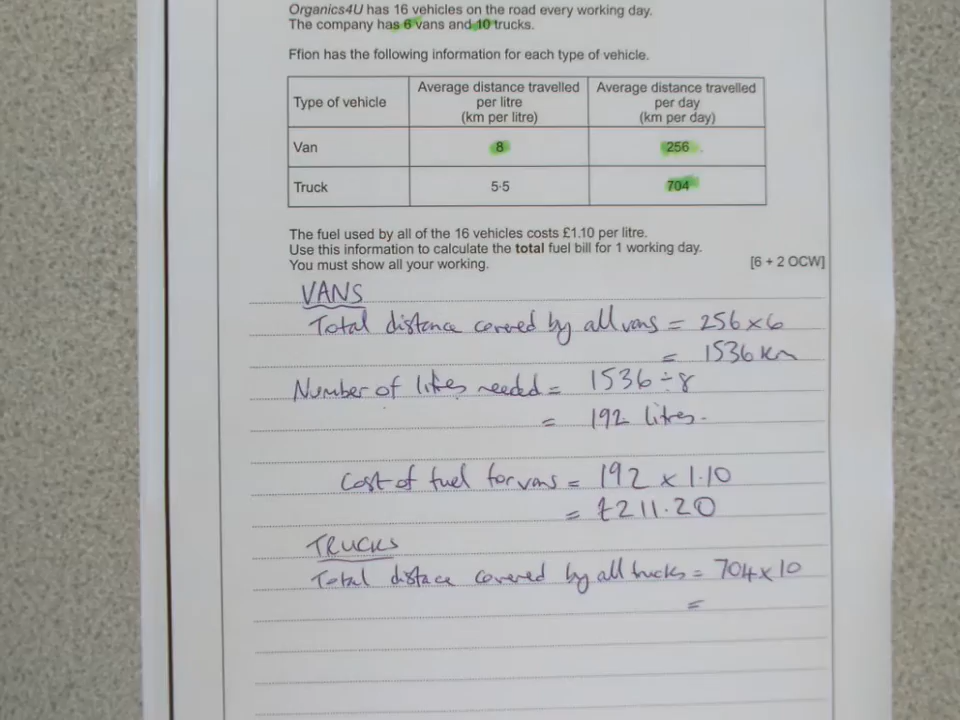 Organics4U has 16 vehicles on the road every working day.
The company has 6 vans and 10 trucks.
Ffion has the following information for each type of vehicle.
Type of vehicle
Average distance travelled
per litre
(km per litre)
Average distance travelled
per day
(km per day)
Van 8 256
Truck 5·5 704
The fuel used by all of the 16 vehicles costs £1.10 per litre.
Use this information to calculate the total fuel bill for 1 working day.
You must show all your working.
[6 + 2 OCW]
VANS
Total distance covered by all vans = 256 x 6
= 1536 km
Number of litres needed = 1536 ÷ 8
= 192 litres.
Cost of fuel for vans = 192 x 1.10
= £211.20
TRUCKS
Total distace covered by all trucks = 704 x 10
=